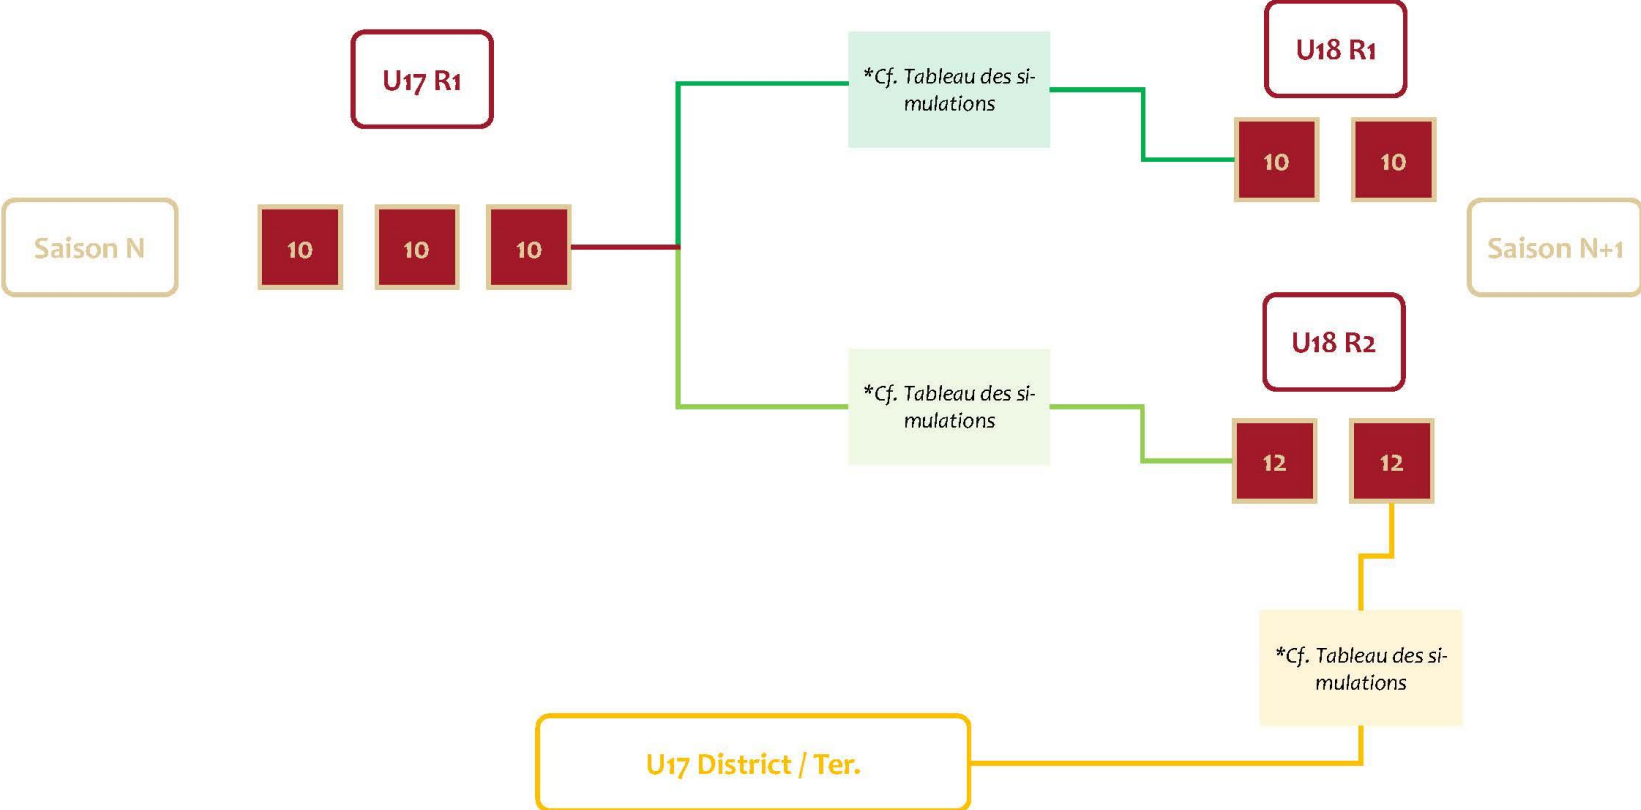 U17 R1
*Cf. Tableau des si-
mulations
U18 R1
10
10
Saison N
10
10
10
Saison N+1
U18 R2
*Cf. Tableau des si-
mulations
12
12
*Cf. Tableau des si-
mulations
U17 District / Ter.